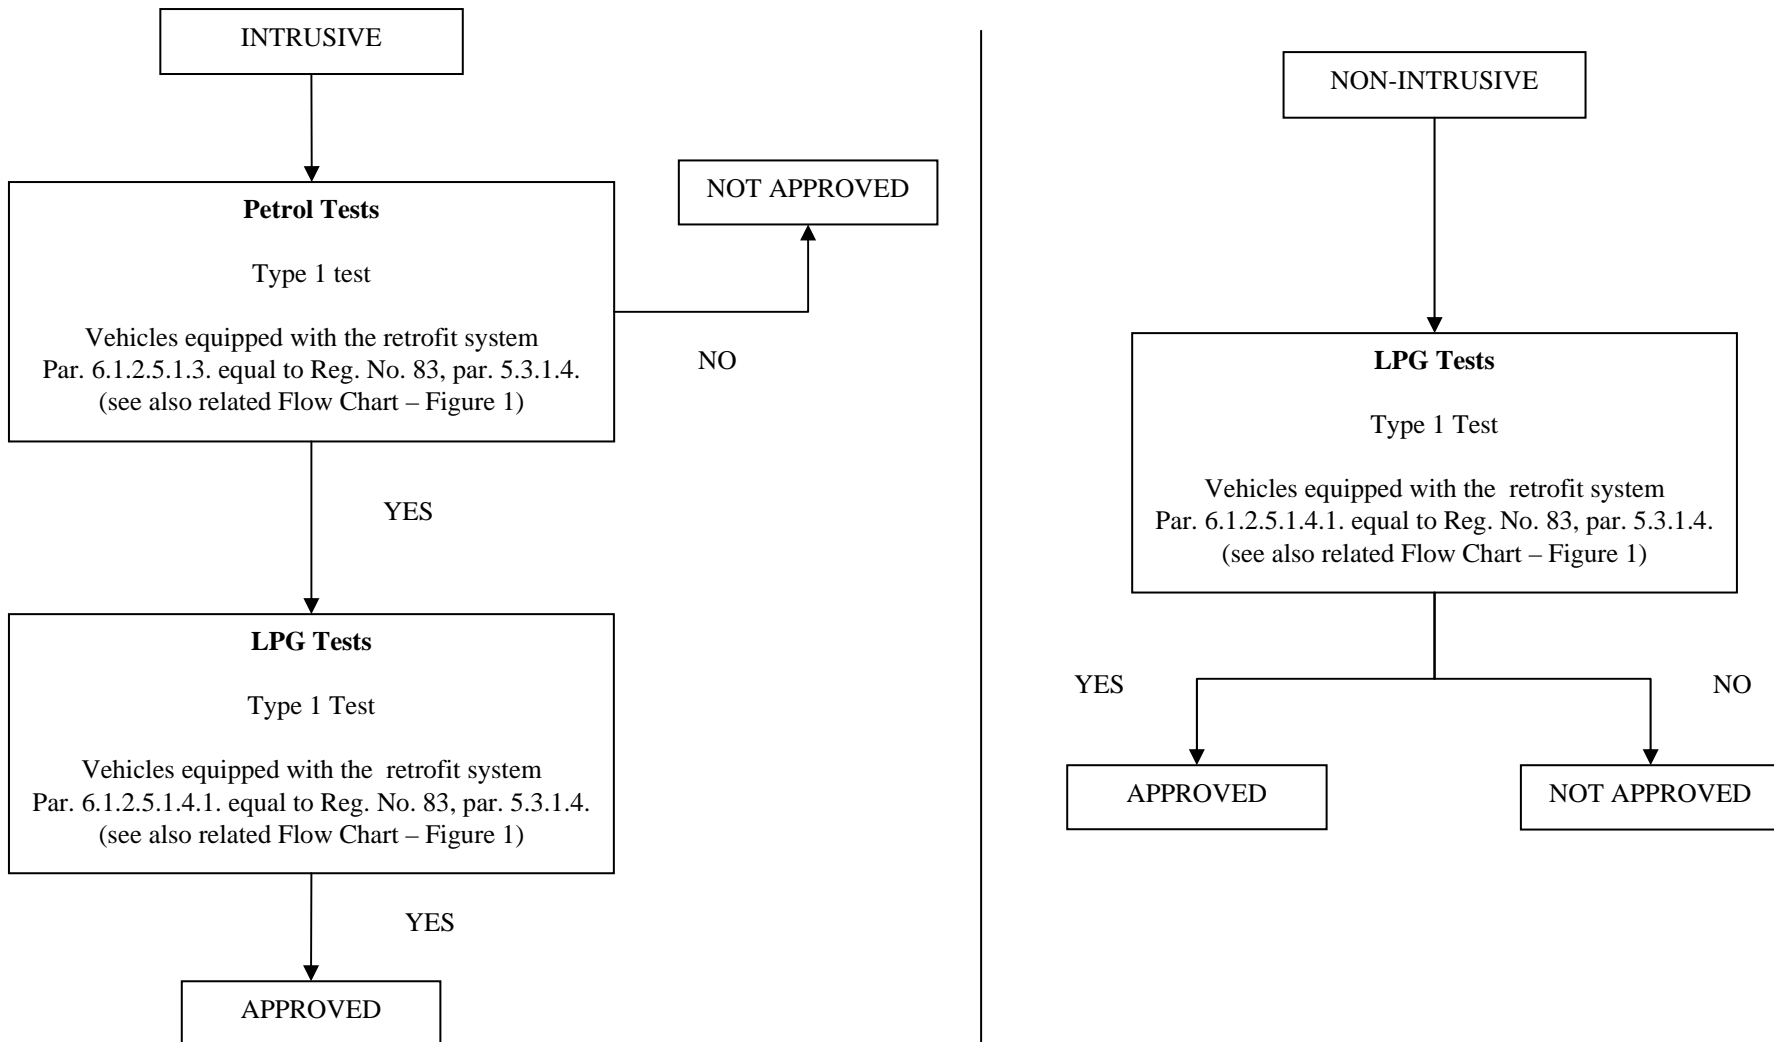 INTRUSIVE
Petrol Tests
Type 1 test
Vehicles equipped with the retrofit system
Par. 6.1.2.5.1.3. equal to Reg. No. 83, par. 5.3.1.4.
(see also related Flow Chart – Figure 1)
NOT APPROVED
NO
YES
LPG Tests
Type 1 Test
Vehicles equipped with the retrofit system
Par. 6.1.2.5.1.4.1. equal to Reg. No. 83, par. 5.3.1.4.
(see also related Flow Chart – Figure 1)
YES
APPROVED
NON-INTRUSIVE
LPG Tests
Type 1 Test
Vehicles equipped with the retrofit system
Par. 6.1.2.5.1.4.1. equal to Reg. No. 83, par. 5.3.1.4.
(see also related Flow Chart – Figure 1)
YES
NO
APPROVED
NOT APPROVED